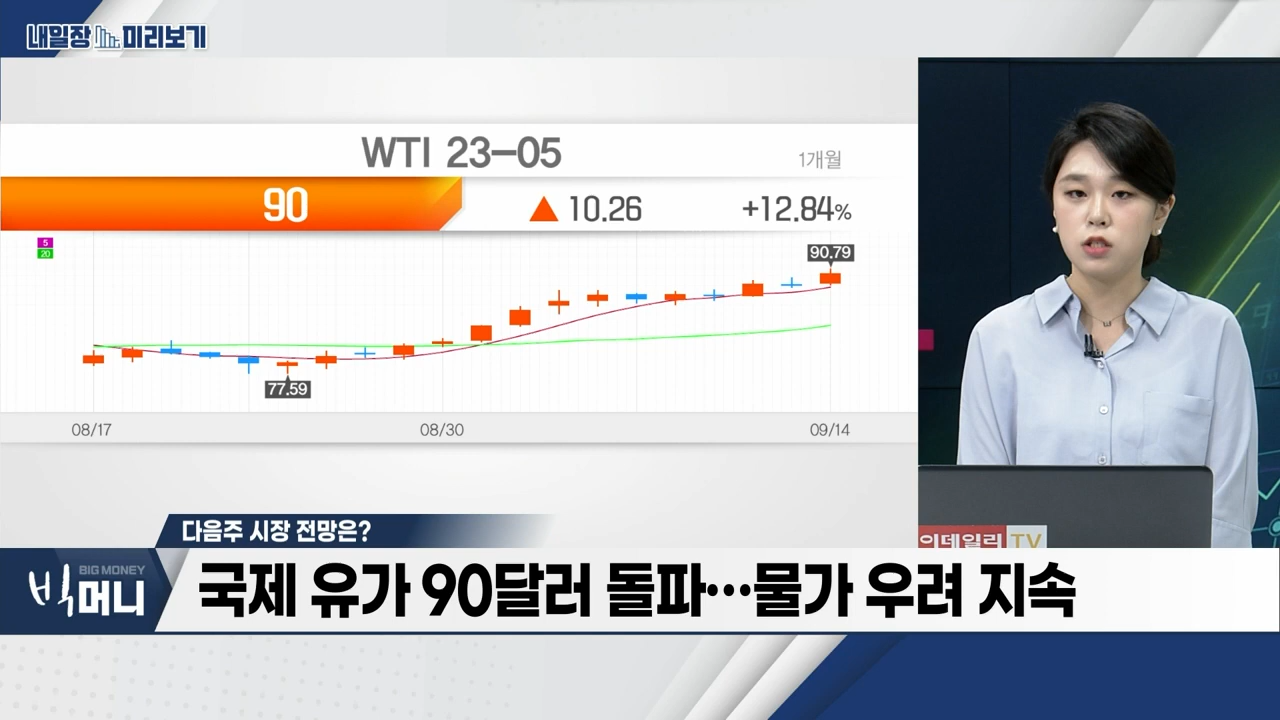 내일장 미리보기
WTI 23-05
1개월
90
▲ 10.26
+12.84%
5
20
90.79
77.59
08/17
08/30
09/14
이데일리 TV
다음주 시장 전망은?
BIG MONEY
빅머니
국제 유가 90달러 돌파…물가 우려 지속